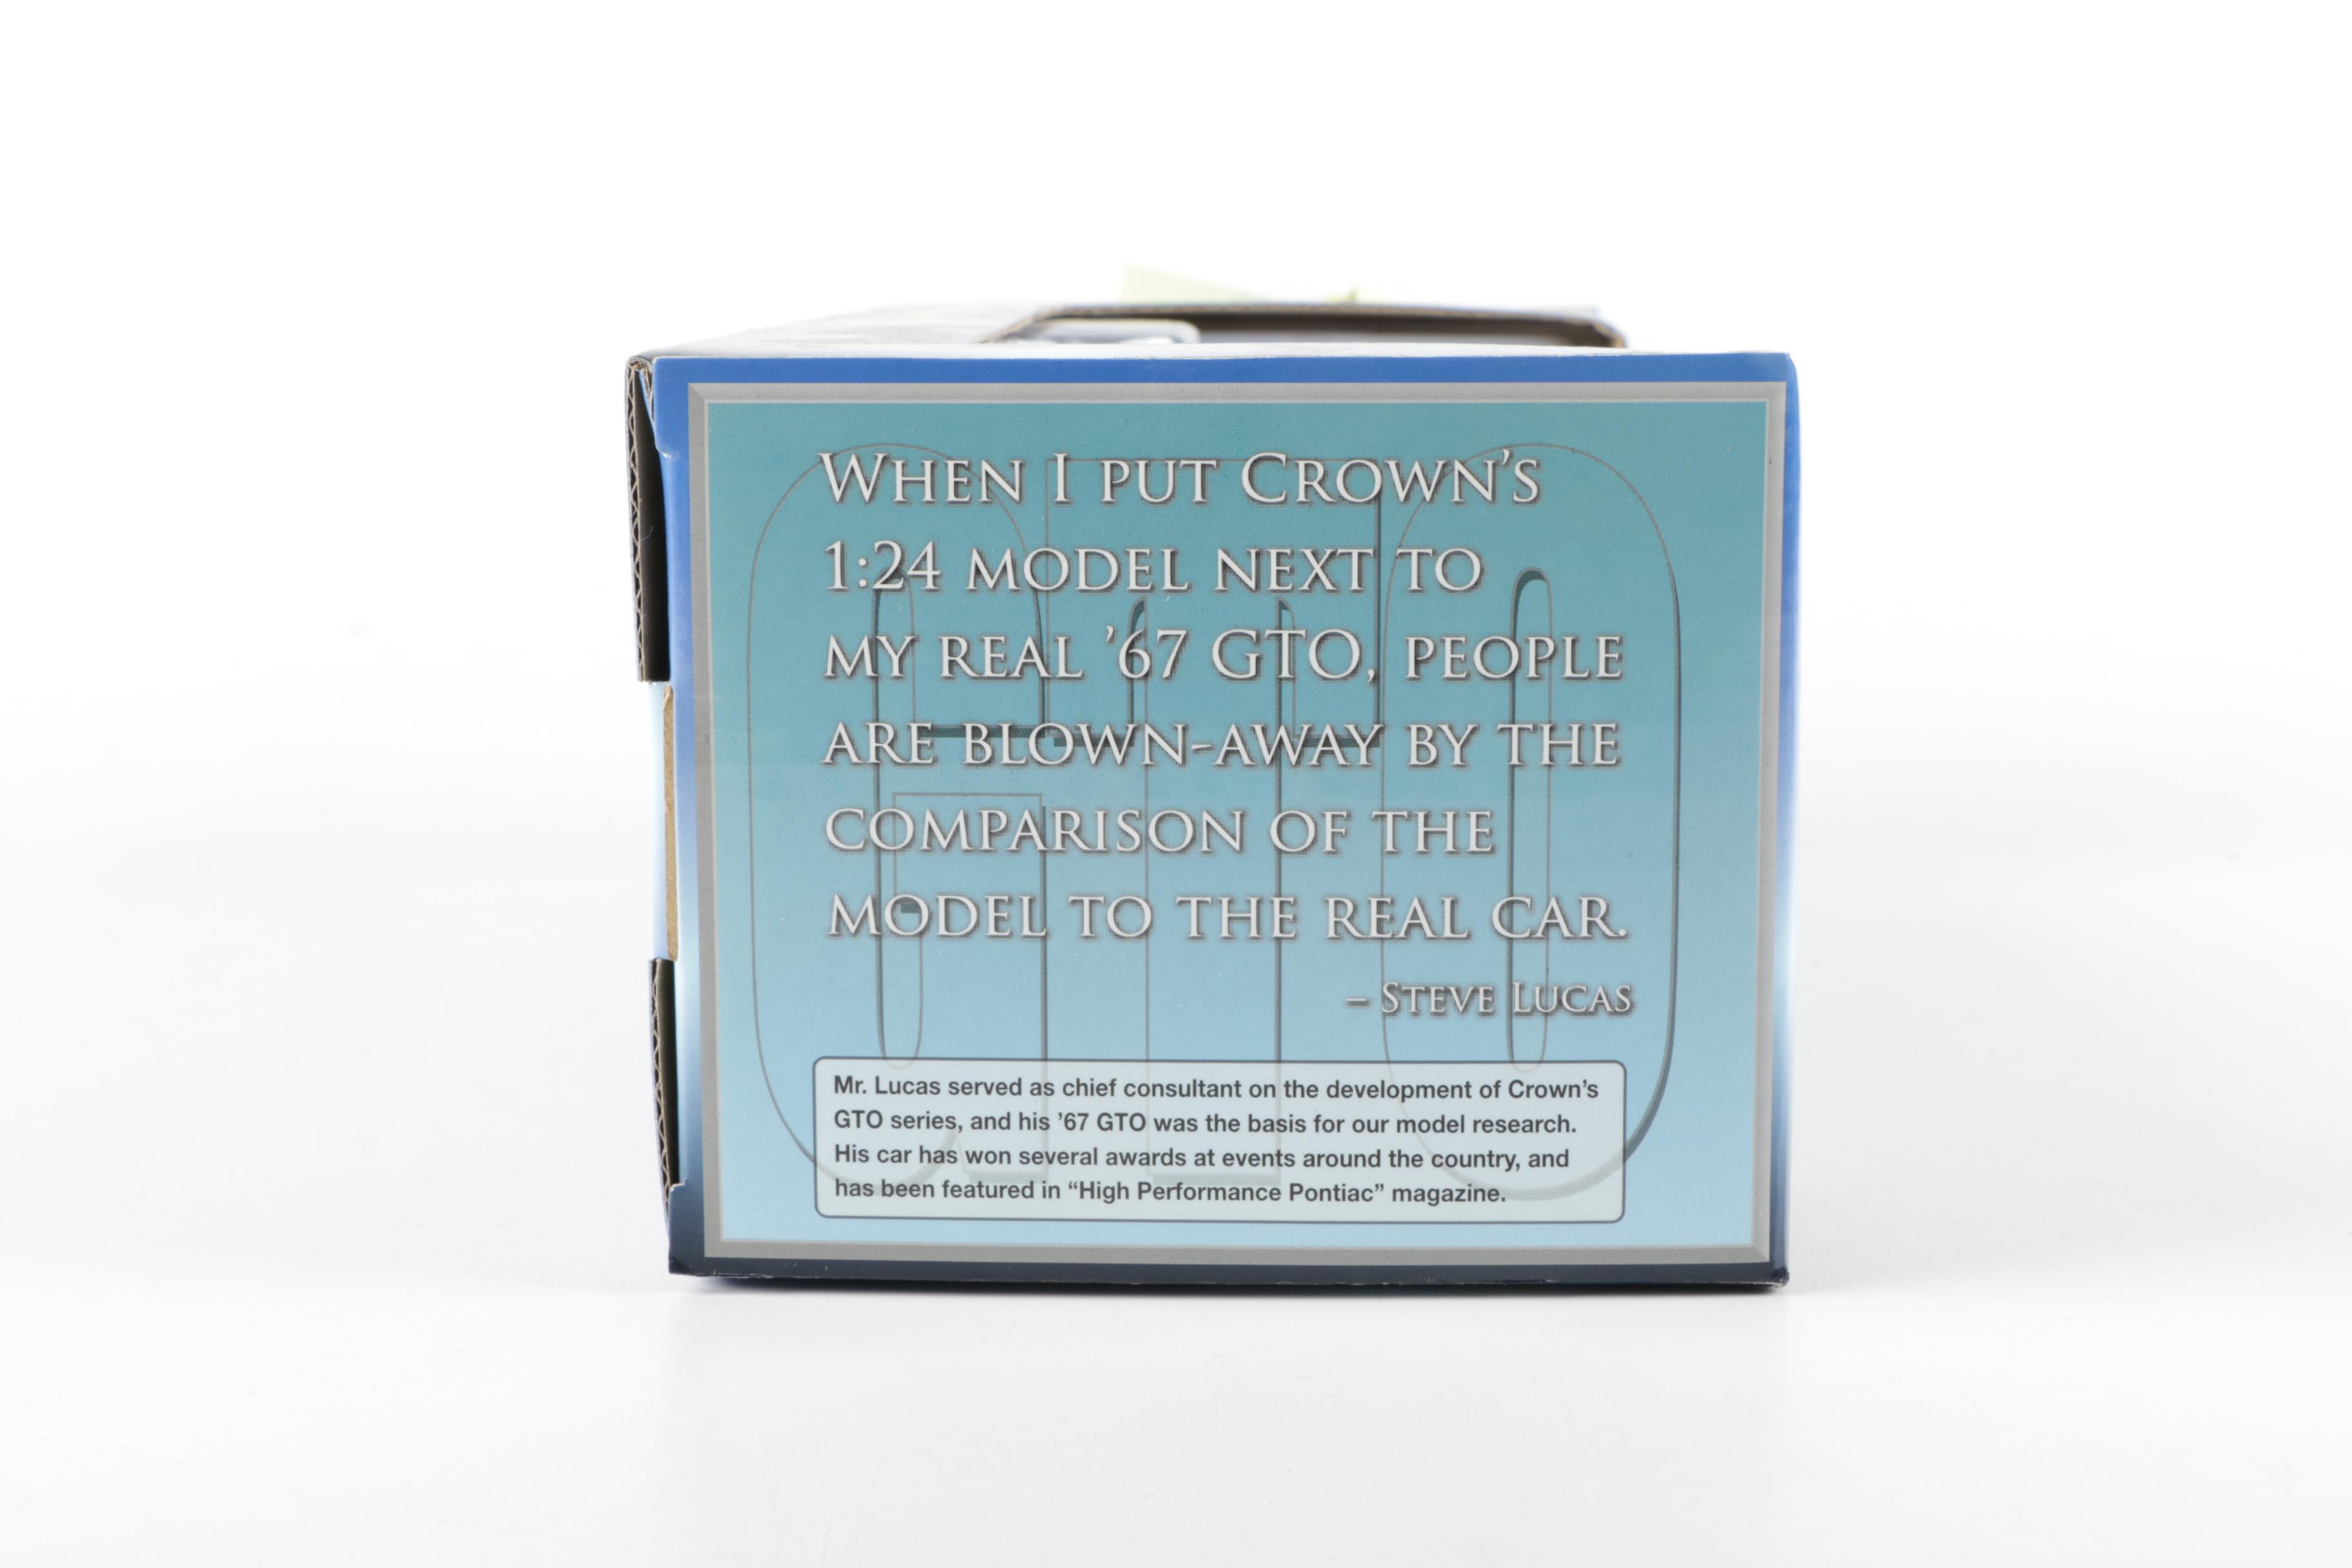 WHEN I PUT CROWN'S
1:24 MODEL NEXT TO
MY REAL '67 GTO, PEOPLE
ARE BLOWN-AWAY BY THE
COMPARISON OF THE
MODEL TO THE REAL CAR.
– STEVE LUCAS
Mr. Lucas served as chief consultant on the development of Crown's
GTO series, and his '67 GTO was the basis for our model research.
His car has won several awards at events around the country, and
has been featured in “High Performance Pontiac” magazine.
GTO